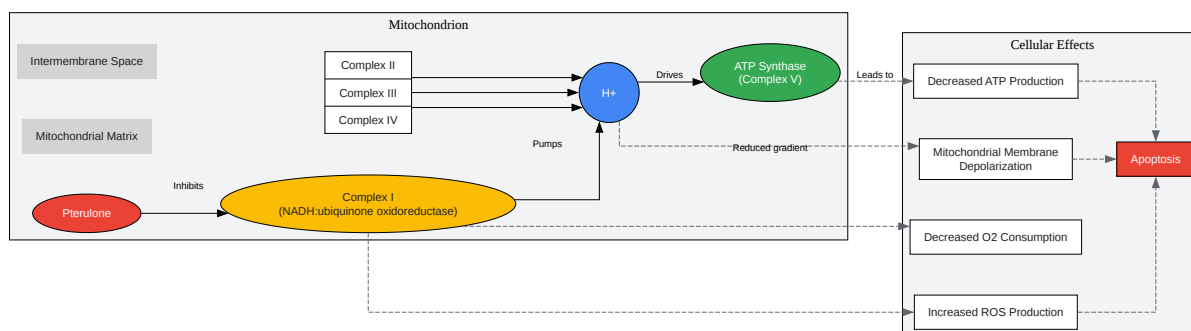 Mitochondrion
Intermembrane Space
Mitochondrial Matrix
Complex II
Complex III
Complex IV
H+
Drives
ATP Synthase
(Complex V)
Leads to
Pumps
Reduced gradient
Inhibits
Pterulone
Complex I
(NADH:ubiquinone oxidoreductase)
Cellular Effects
Decreased ATP Production
Mitochondrial Membrane
Depolarization
Apoptosis
Decreased O2 Consumption
Increased ROS Production